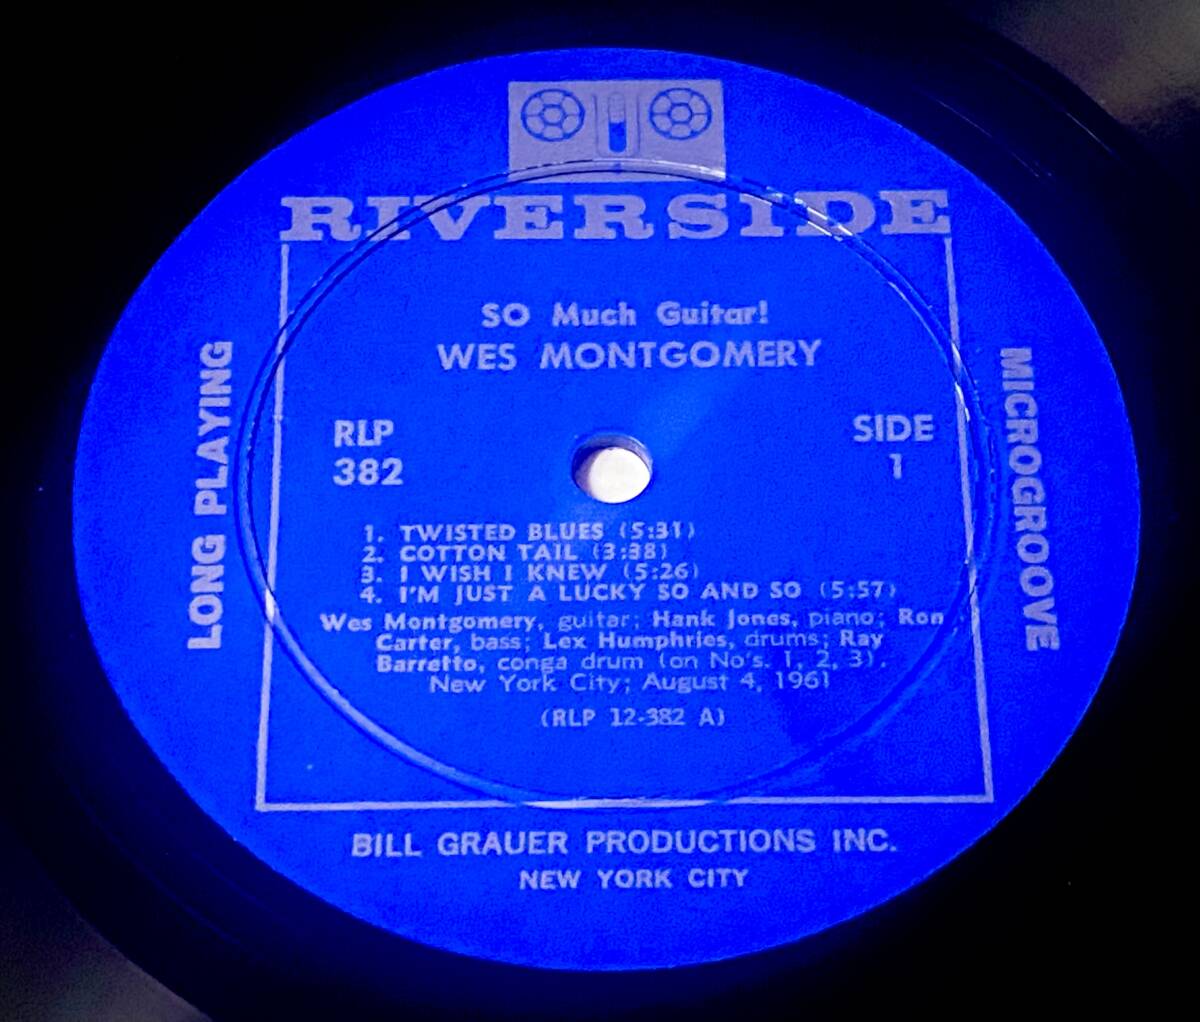 RIVERSIDE
SO Much Guitar!
WES MONTGOMERY
RLP
382
SIDE
1
LONG PLAYING
MICROGROOVE
1. TWISTED BLUES (5:31)
2. COTTON TAIL (3:38)
3. I WISH I KNEW (5:26)
4. I'M JUST A LUCKY SO AND SO (5:57)
Wes Montgomery, guitar; Hank Jones, piano; Ron
Carter, bass; Lex Humphries, drums; Ray
Barretto, conga drum (on No's. 1, 2, 3).
New York City; August 4, 1961
(RLP 12-382 A)
BILL GRAUER PRODUCTIONS INC.
NEW YORK CITY